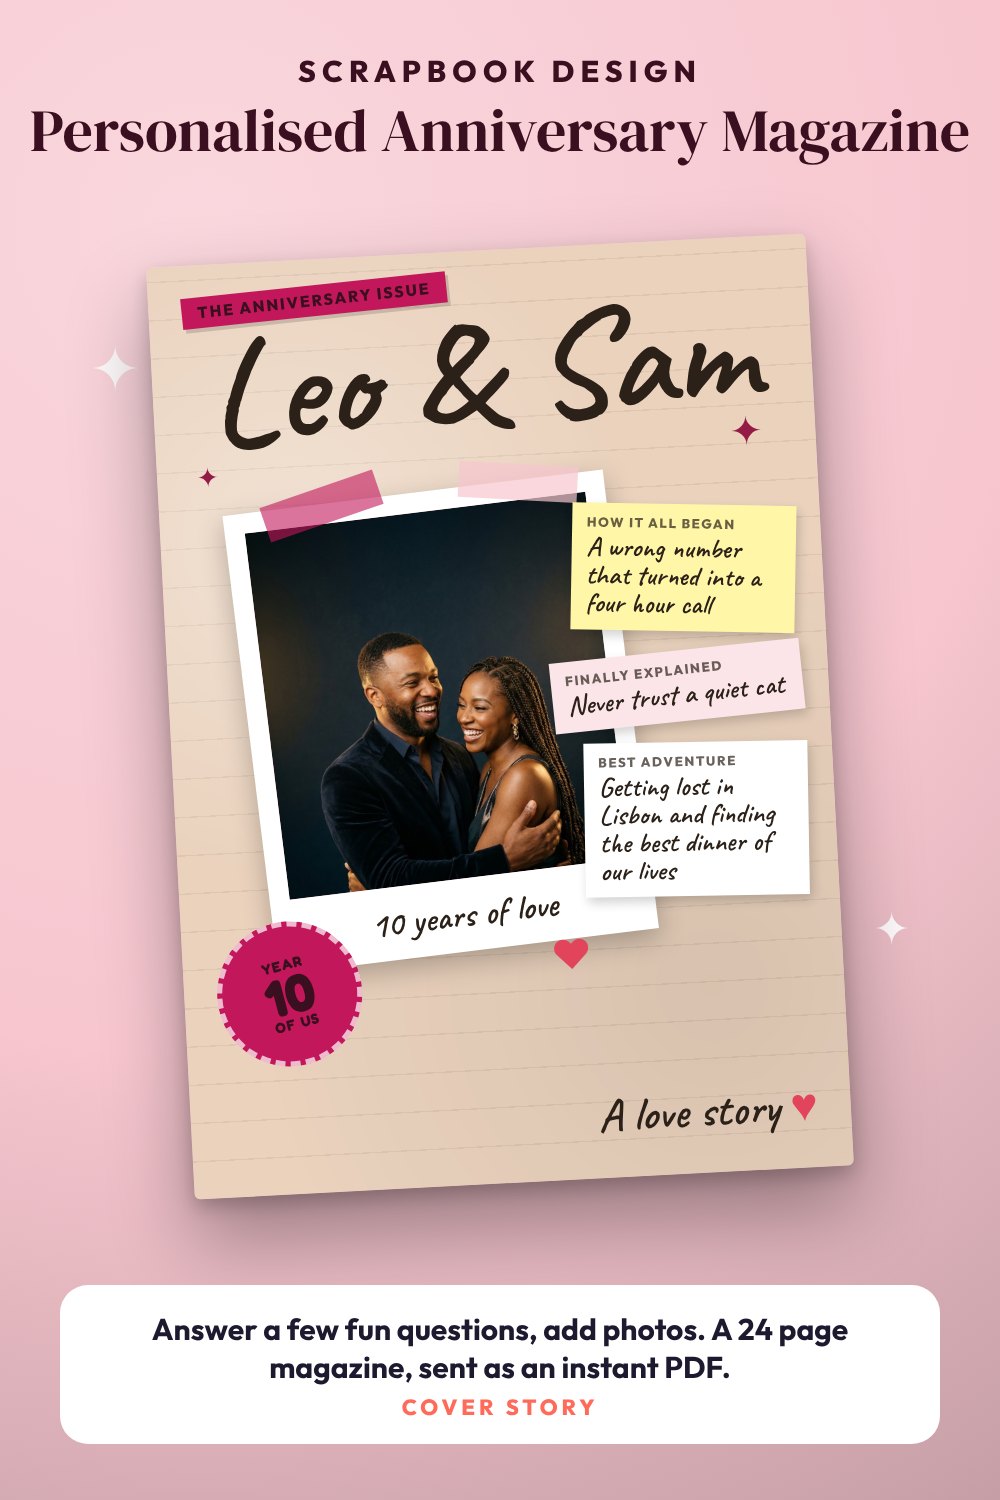 SCRAPBOOK DESIGN
Personalised Anniversary Magazine
THE ANNIVERSARY ISSUE
Leo & Sam
HOW IT ALL BEGAN
A wrong number
that turned into a
four hour call
FINALLY EXPLAINED
Never trust a quiet cat
BEST ADVENTURE
Getting lost in
Lisbon and finding
the best dinner of
our lives
10 years of love
YEAR
10
OF US
A love story
Answer a few fun questions, add photos. A 24 page
magazine, sent as an instant PDF.
COVER STORY